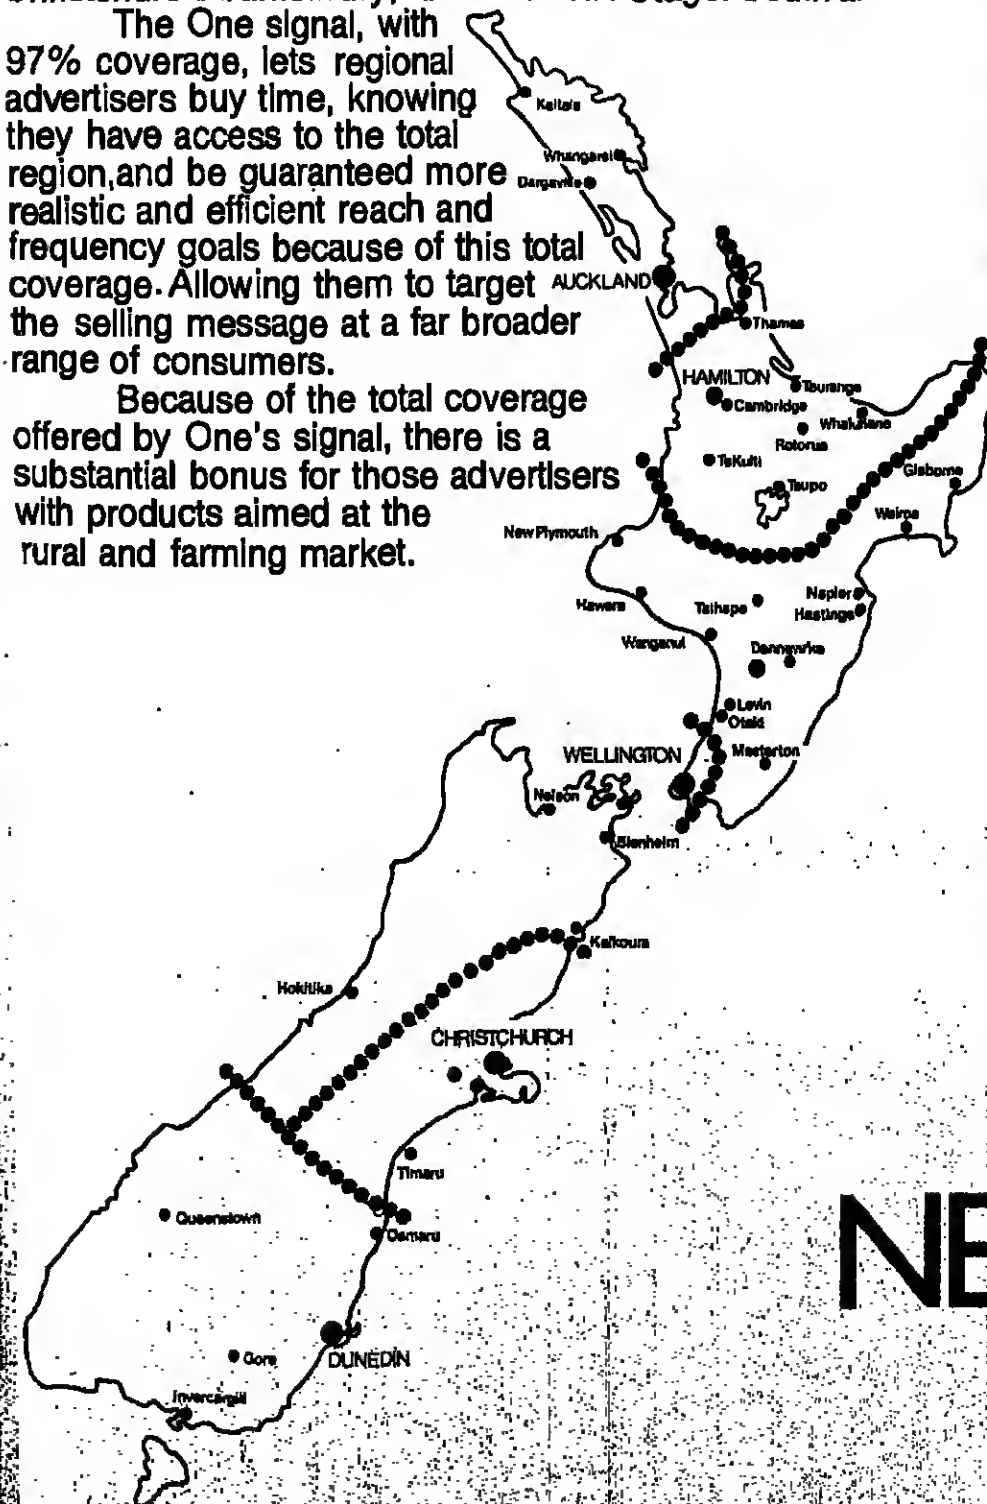 The One signal, with
97% coverage, lets regional
advertisers buy time, knowing
they have access to the total
region,and be guaranteed more
realistic and efficient reach and
frequency goals because of this total
coverage. Allowing them to target
the selling message at a far broader
range of consumers.
Because of the total coverage
offered by One's signal, there is a
substantial bonus for those advertisers
with products aimed at the
rural and farming market.
Kaitaia
Whangarei
Dargaville
AUCKLAND
Thames
HAMILTON
Tauranga
Cambridge
Whakatane
Rotorua
TeKuiti
Gisborne
Taupo
Wairoa
New Plymouth
Napier
Hawera
Taihape
Hastings
Wanganui
Dannevirke
Levin
Otaki
WELLINGTON
Masterton
Nelson
Blenheim
Kaikoura
Hokitika
CHRISTCHURCH
Timaru
Queenstown
Oamaru
NE
Gore
DUNEDIN
Invercargill